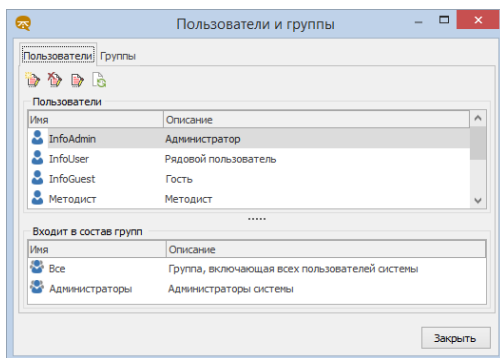 Пользователи и группы
Пользователи Группы
Пользователи
Имя Описание
InfoAdmin Администратор
InfoUser Рядовой пользователь
InfoGuest Гость
Методист Методист
Входит в состав групп
Имя Описание
Все Группа, включающая всех пользователей системы
Администраторы Администраторы системы
Закрыть